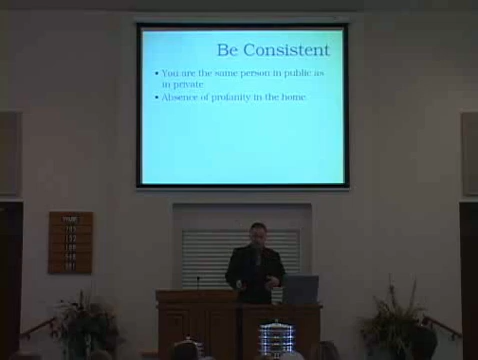 Be Consistent
• You are the same person in public as
in private
• Absence of profanity in the home.